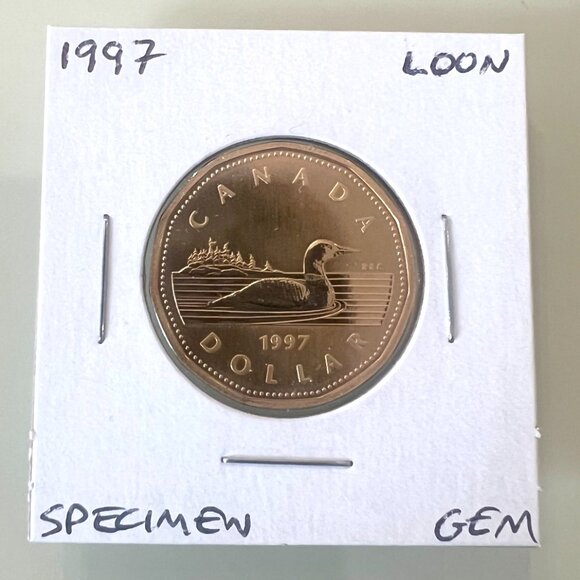 1997 LOON
CANADA
1997
DOLLAR
SPECIMEN GEM